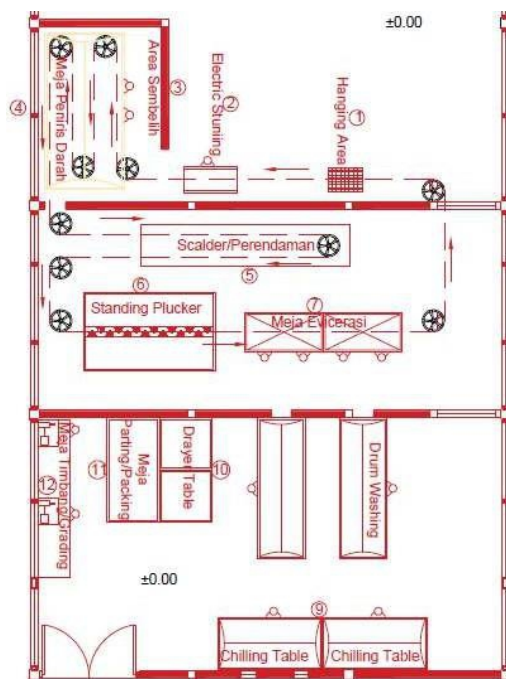 ±0.00
Meja Peniris Darah
Area Sembelih
3
4
Electric Stuning
2
Hanging Area
1
Scalder/Perendaman
5
6
Standing Plucker
7
Meja Evicerasi
Meja Timbang/Grading
12
11
Meja
Parting/Packing
Drayer Table
10
Drum Washing
±0.00
9
Chilling Table
Chilling Table